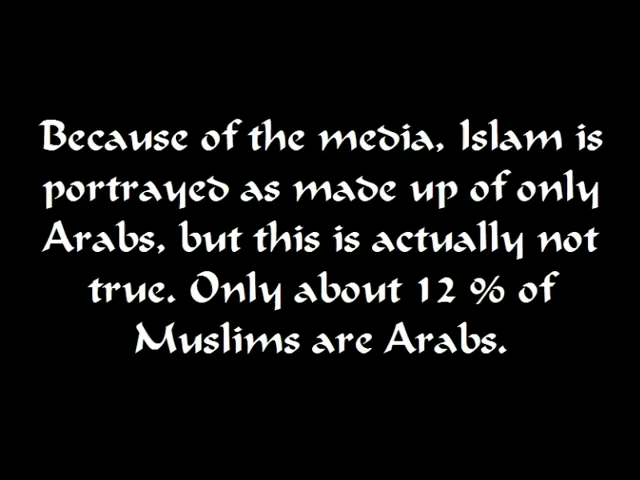 Because of the media, Islam is
portrayed as made up of only
Arabs, but this is actually not
true. Only about 12 % of
Muslims are Arabs.